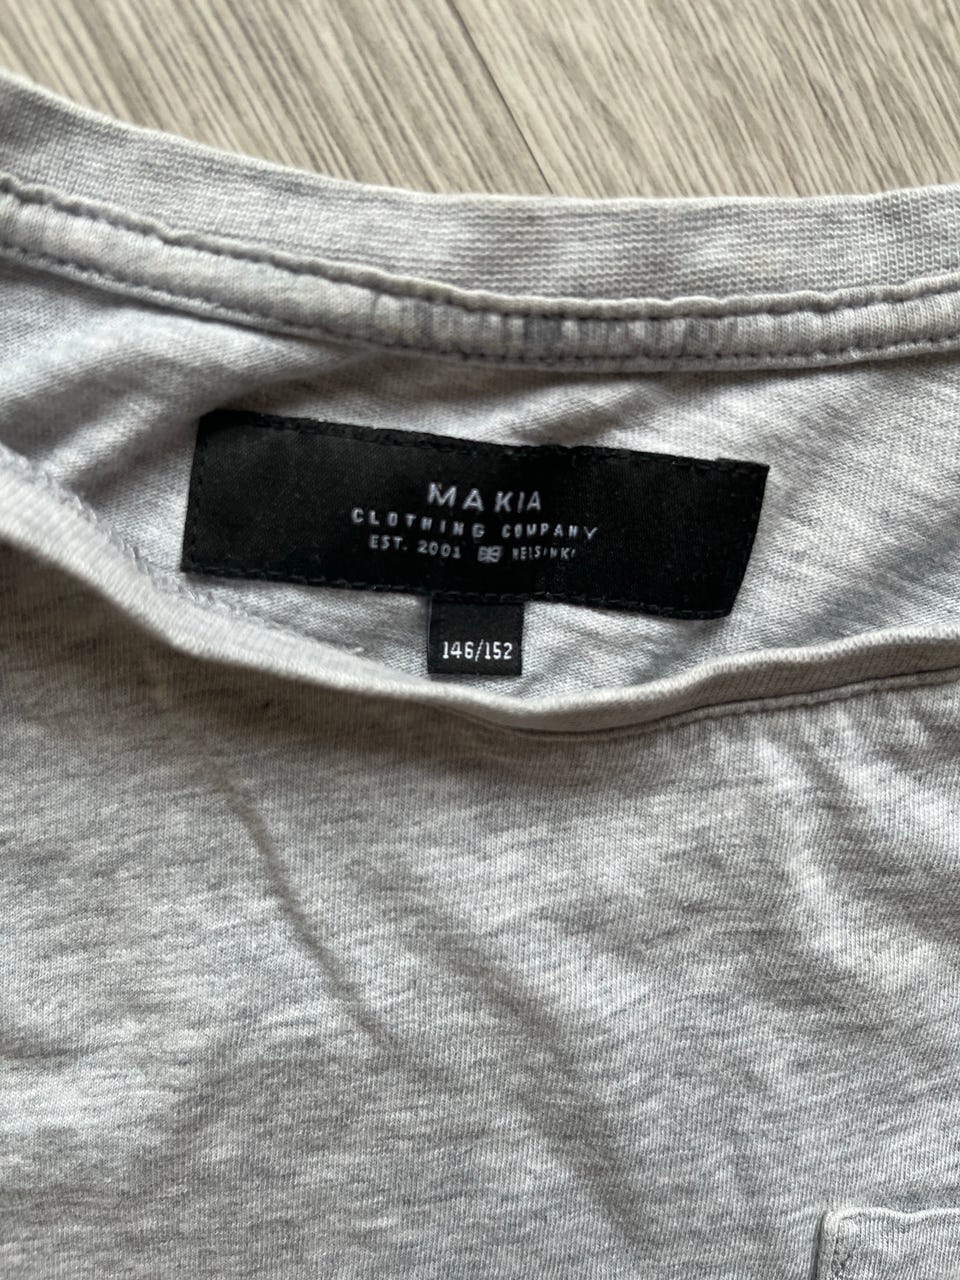 MAKIA
CLOTHING COMPANY
EST. 2001 HELSINKI
146/152